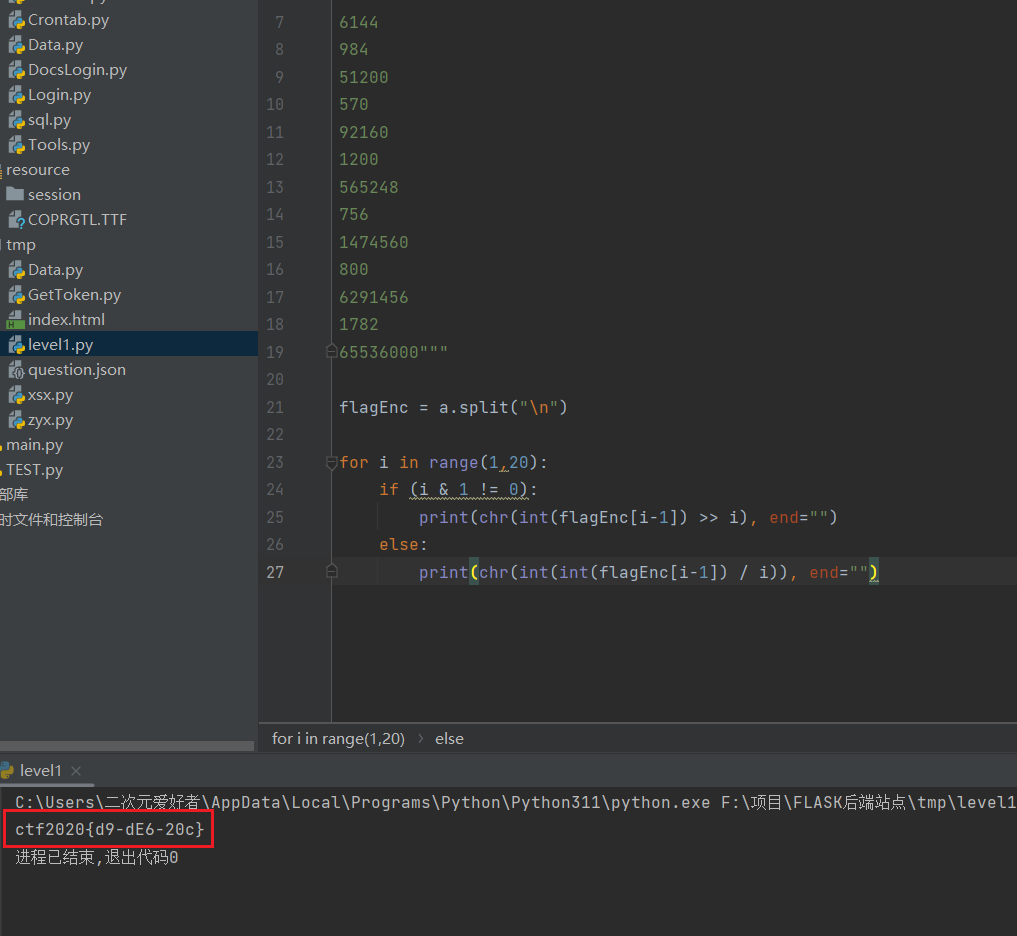 Crontab.py
Data.py
DocsLogin.py
Login.py
sql.py
Tools.py
resource
session
COPRGTL.TTF
tmp
Data.py
GetToken.py
index.html
level1.py
question.json
xsx.py
zyx.py
main.py
TEST.py
部库
时文件和控制台
7 6144
8 984
9 51200
10 570
11 92160
12 1200
13 565248
14 756
15 1474560
16 800
17 6291456
18 1782
19 65536000"""
20
21 flagEnc = a.split("\n")
22
23 for i in range(1,20):
24 if (i & 1 != 0):
25 print(chr(int(flagEnc[i-1]) >> i), end="")
26 else:
27 print(chr(int(int(flagEnc[i-1]) / i)), end="")
for i in range(1,20) › else
level1 ×
C:\Users\二次元爱好者\AppData\Local\Programs\Python\Python311\python.exe F:\项目\FLASK后端站点\tmp\level1
ctf2020{d9-dE6-20c}
进程已结束,退出代码0